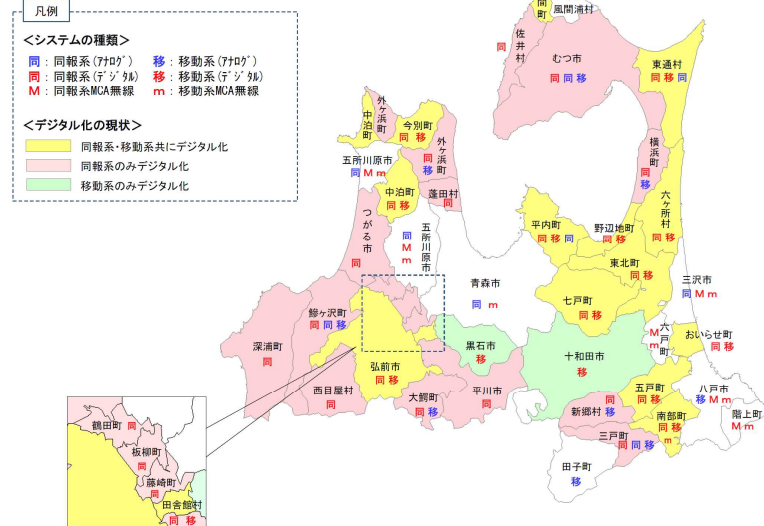 凡例
<システムの種類>
同：同報系(ｱﾅﾛｸﾞ) 移：移動系(ｱﾅﾛｸﾞ)
同：同報系(ﾃﾞｼﾞﾀﾙ) 移：移動系(ﾃﾞｼﾞﾀﾙ)
M：同報系MCA無線 m：移動系MCA無線
<デジタル化の現状>
同報系・移動系共にデジタル化
同報系のみデジタル化
移動系のみデジタル化
間町
風間浦村
佐井村
同
むつ市
同 同 移
東通村
同 移 同
外ヶ浜町
中泊町
今別町
同 移
外ヶ浜町
同
移
横浜町
同
移
五所川原市
同 M m
中泊町
同 移
蓬田村
同
つがる市
同
五所川原市
同
M
m
平内町
同 移 同
野辺地町
同 移
六ヶ所村
同 移
東北町
同 移
青森市
同 m
三沢市
同 M m
七戸町
同 移
鰺ヶ沢町
同 同 移
深浦町
同
黒石市
移
十和田市
移
六戸町
M
m
おいらせ町
同 移
弘前市
同 移
西目屋村
同
大鰐町
同 移
平川市
同
五戸町
同 移
八戸市
移 M m
新郷村
同
移
南部町
同 移
m
階上町
M m
三戸町
同 同 移
田子町
移
鶴田町
同
板柳町
同
藤崎町
同
田舎館村
同 移